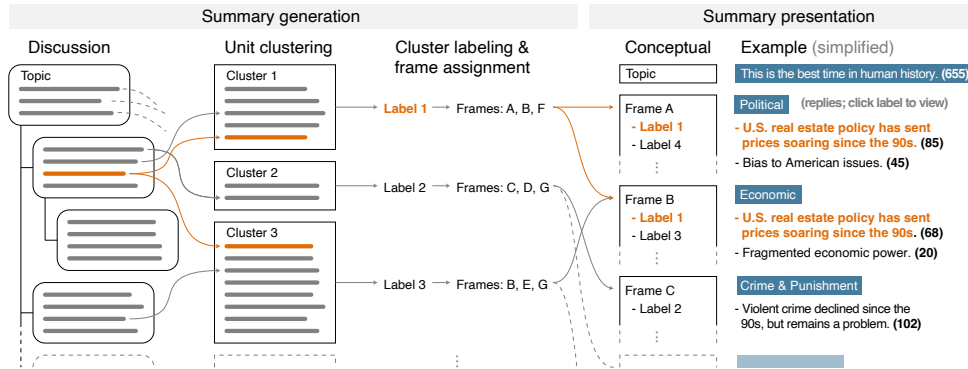 Summary generation
Summary presentation
Discussion
Unit clustering
Cluster labeling &
frame assignment
Conceptual
Example (simplified)
Topic
Cluster 1
Cluster 2
Cluster 3
Label 1
Frames: A, B, F
Label 2
Frames: C, D, G
Label 3
Frames: B, E, G
Topic
Frame A
- Label 1
- Label 4
Frame B
- Label 1
- Label 3
Frame C
- Label 2
This is the best time in human history. (655)
Political
(replies; click label to view)
- U.S. real estate policy has sent
prices soaring since the 90s. (85)
- Bias to American issues. (45)
Economic
- U.S. real estate policy has sent
prices soaring since the 90s. (68)
- Fragmented economic power. (20)
Crime & Punishment
- Violent crime declined since the
90s, but remains a problem. (102)